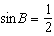 sin B = 1/2